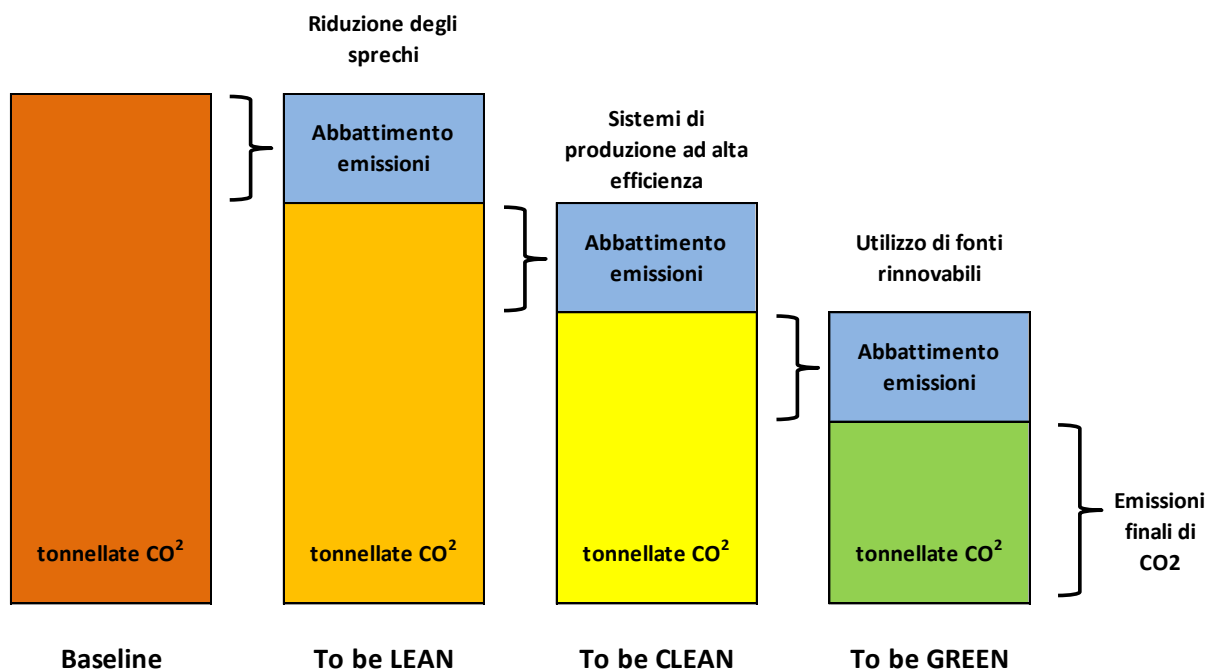 Riduzione degli
sprechi
Abbattimento
emissioni
Sistemi di
produzione ad alta
efficienza
Abbattimento
emissioni
Utilizzo di fonti
rinnovabili
Abbattimento
emissioni
tonnellate CO²
tonnellate CO²
tonnellate CO²
tonnellate CO²
Emissioni
finali di
CO2
Baseline
To be LEAN
To be CLEAN
To be GREEN